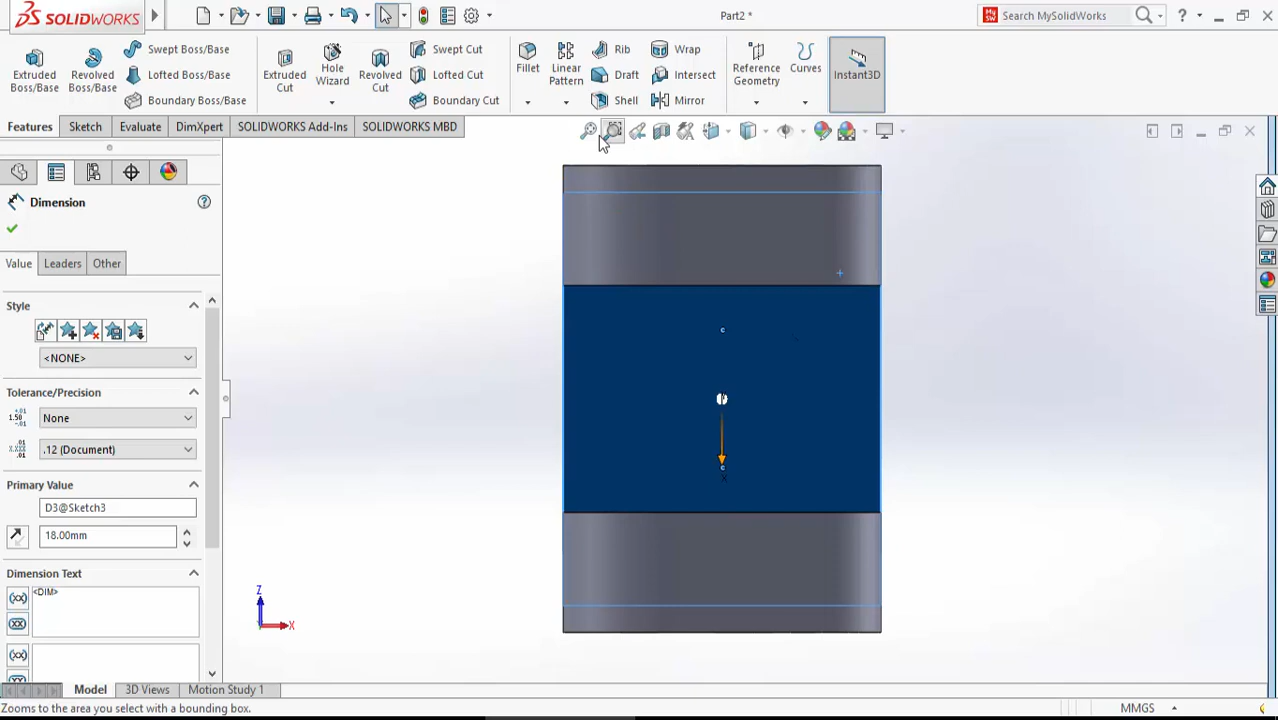 SOLIDWORKS
Part2 *
Search MySolidWorks
Extruded Boss/Base
Revolved Boss/Base
Swept Boss/Base
Lofted Boss/Base
Boundary Boss/Base
Extruded Cut
Hole Wizard
Revolved Cut
Swept Cut
Lofted Cut
Boundary Cut
Fillet
Linear Pattern
Rib
Draft
Shell
Wrap
Intersect
Mirror
Reference Geometry
Curves
Instant3D
Features
Sketch
Evaluate
DimXpert
SOLIDWORKS Add-Ins
SOLIDWORKS MBD
Dimension
Value
Leaders
Other
Style
<NONE>
Tolerance/Precision
None
.12 (Document)
Primary Value
D3@Sketch3
18.00mm
Dimension Text
<DIM>
Z
X
Model
3D Views
Motion Study 1
Zooms to the area you select with a bounding box.
MMGS